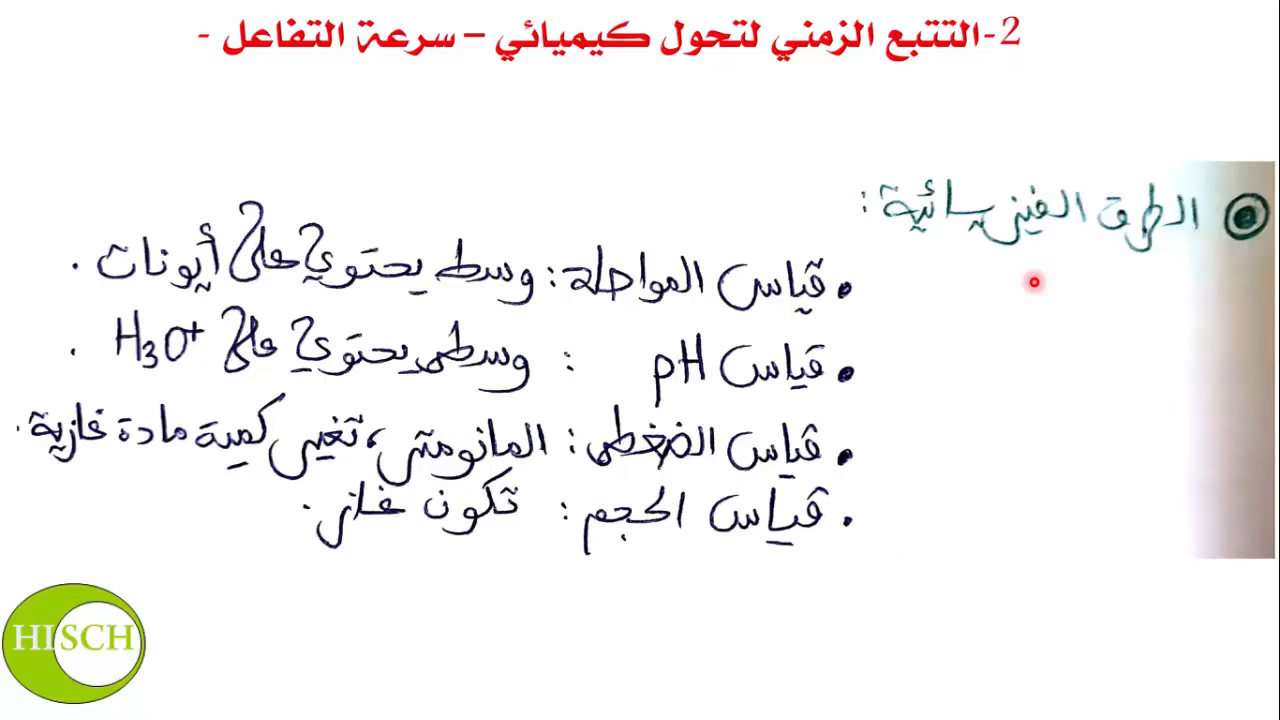 2-التتبع الزمني لتحول كيميائي – سرعة التفاعل -
الطرق الفيزيائية :
• قياس المواصلة : وسط يحتوي على أيونات .
• قياس pH : وسط يحتوي على H3O+ .
• قياس الضغط : المانومتر، تغير كمية مادة غازية .
• قياس الحجم : تكون غاز .
HISCH